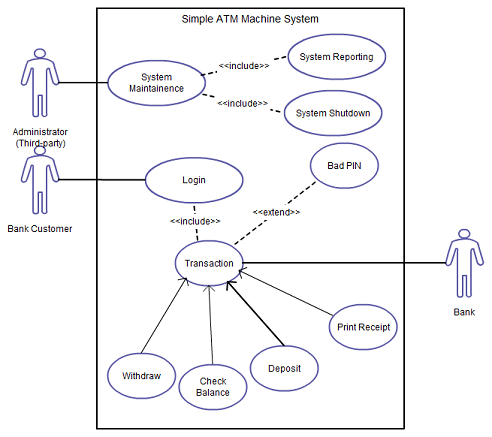 Simple ATM Machine System
System Reporting
<<include>>
System
Maintainence
<<include>>
System Shutdown
Administrator
(Third-party)
Bad PIN
Login
Bank Customer
<<include>>
<<extend>>
Transaction
Bank
Print Receipt
Withdraw
Check
Balance
Deposit